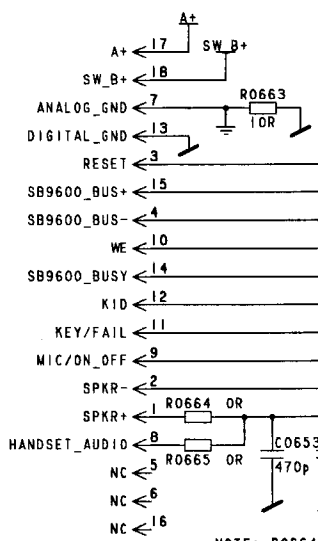 A+
A+ 17 SW_B+
SW_B+ 18
ANALOG_GND 7 R0663
10R
DIGITAL_GND 13
RESET 3
SB9600_BUS+ 15
SB9600_BUS- 4
WE 10
SB9600_BUSY 14
KID 12
KEY/FAIL 11
MIC/ON_OFF 9
SPKR- 2
SPKR+ 1 R0664 0R
HANDSET_AUDIO 8 R0665 0R C0653
470p
NC 5
NC 6
NC 16